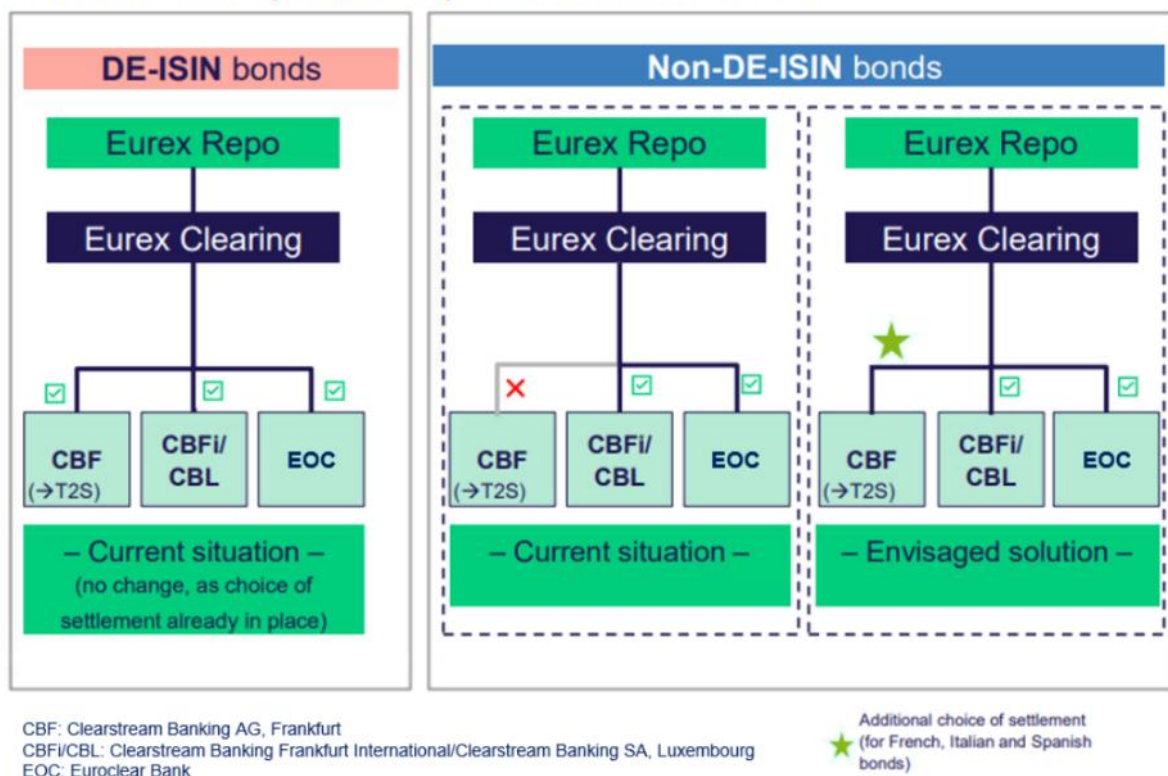 DE-ISIN bonds
Eurex Repo
Eurex Clearing
CBF
(→T2S)
CBFi/
CBL
EOC
– Current situation –
(no change, as choice of
settlement already in place)
Non-DE-ISIN bonds
Eurex Repo
Eurex Clearing
CBF
(→T2S)
CBFi/
CBL
EOC
– Current situation –
Eurex Repo
Eurex Clearing
CBF
(→T2S)
CBFi/
CBL
EOC
– Envisaged solution –
CBF: Clearstream Banking AG, Frankfurt
CBFi/CBL: Clearstream Banking Frankfurt International/Clearstream Banking SA, Luxembourg
EOC: Euroclear Bank
Additional choice of settlement
(for French, Italian and Spanish
bonds)